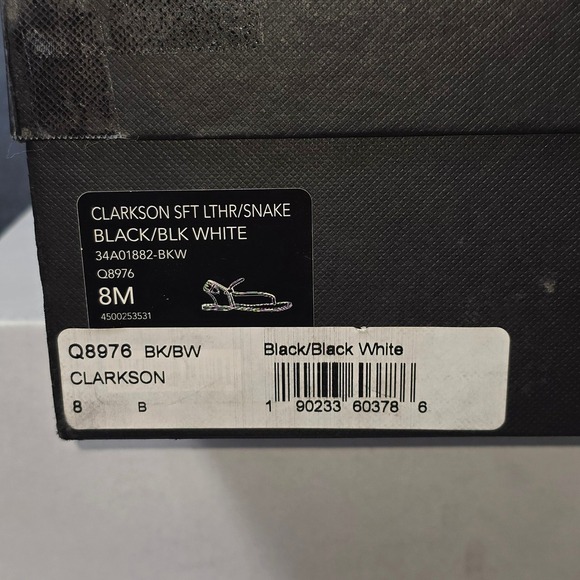 CLARKSON SFT LTHR/SNAKE
BLACK/BLK WHITE
34A01882-BKW
Q8976
8M
4500253531
Q8976 BK/BW Black/Black White
CLARKSON
8 B 1 90233 60378 6